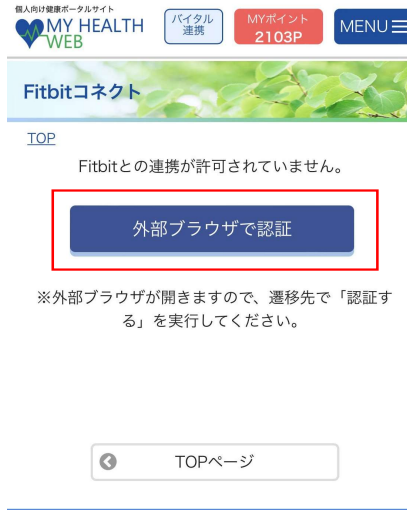 個人向け健康ポータルサイト
MY HEALTH
WEB
バイタル
連携
MYポイント
2103P
MENU
Fitbitコネクト
TOP
Fitbitとの連携が許可されていません。
外部ブラウザで認証
※外部ブラウザが開きますので、遷移先で「認証す
る」を実行してください。
TOPページ